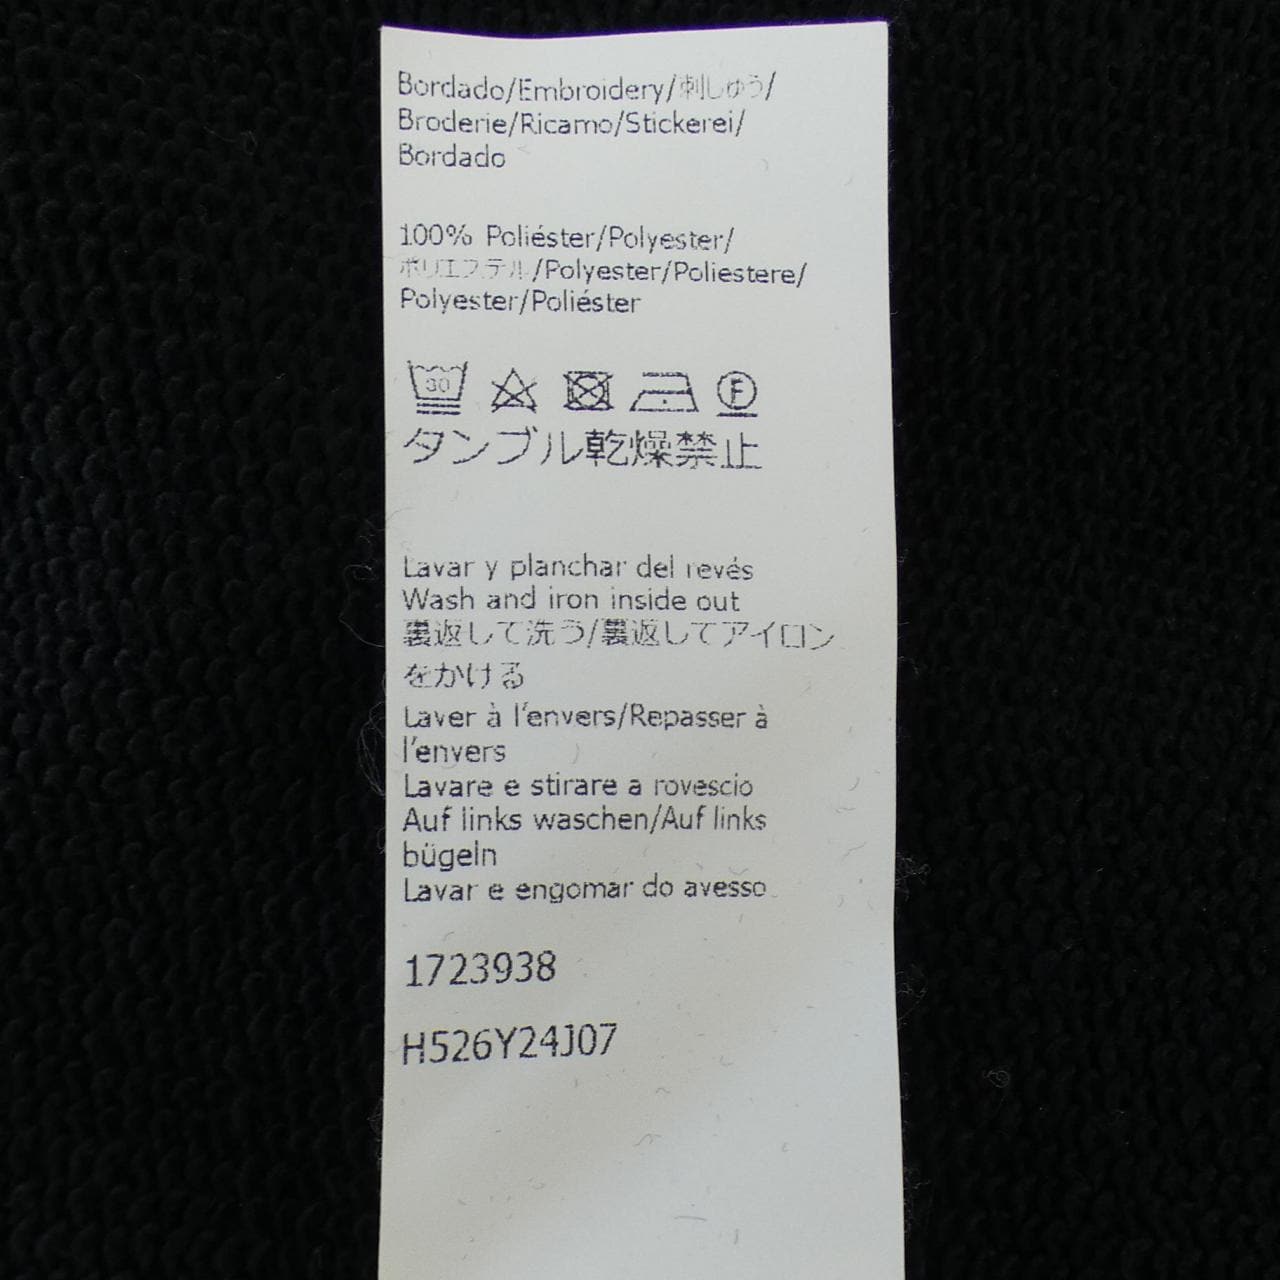 Bordado/Embroidery/刺しゅう/
Broderie/Ricamo/Stickerei/
Bordado
100% Poliéster/Polyester/
ポリエステル/Polyester/Poliestere/
Polyester/Poliéster
30
F
タンブル乾燥禁止
Lavar y planchar del revés
Wash and iron inside out
裏返して洗う/裏返してアイロン
をかける
Laver à l'envers/Repasser à
l'envers
Lavare e stirare a rovescio
Auf links waschen/Auf links
bügeln
Lavar e engomar do avesso
1723938
H526Y24J07